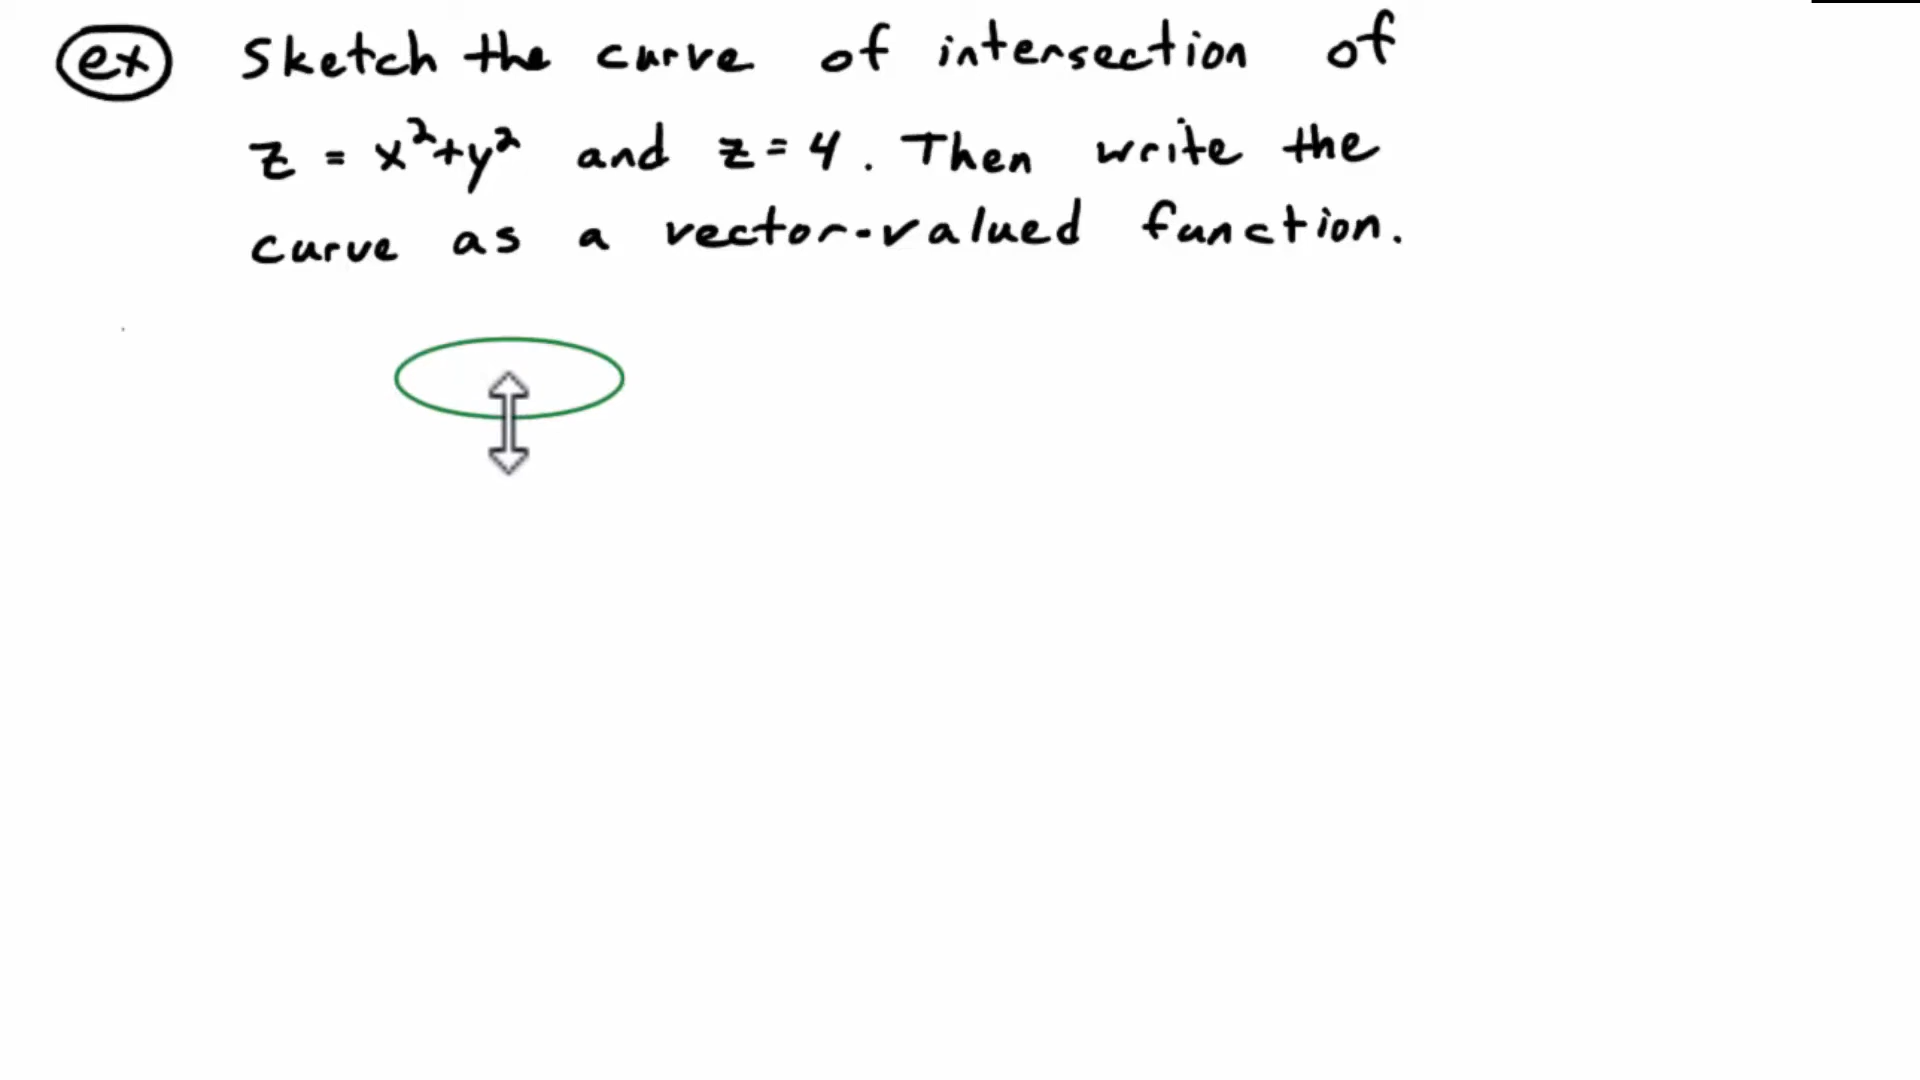 ex Sketch the curve of intersection of
z = x²+y² and z=4. Then write the
curve as a vector-valued function.